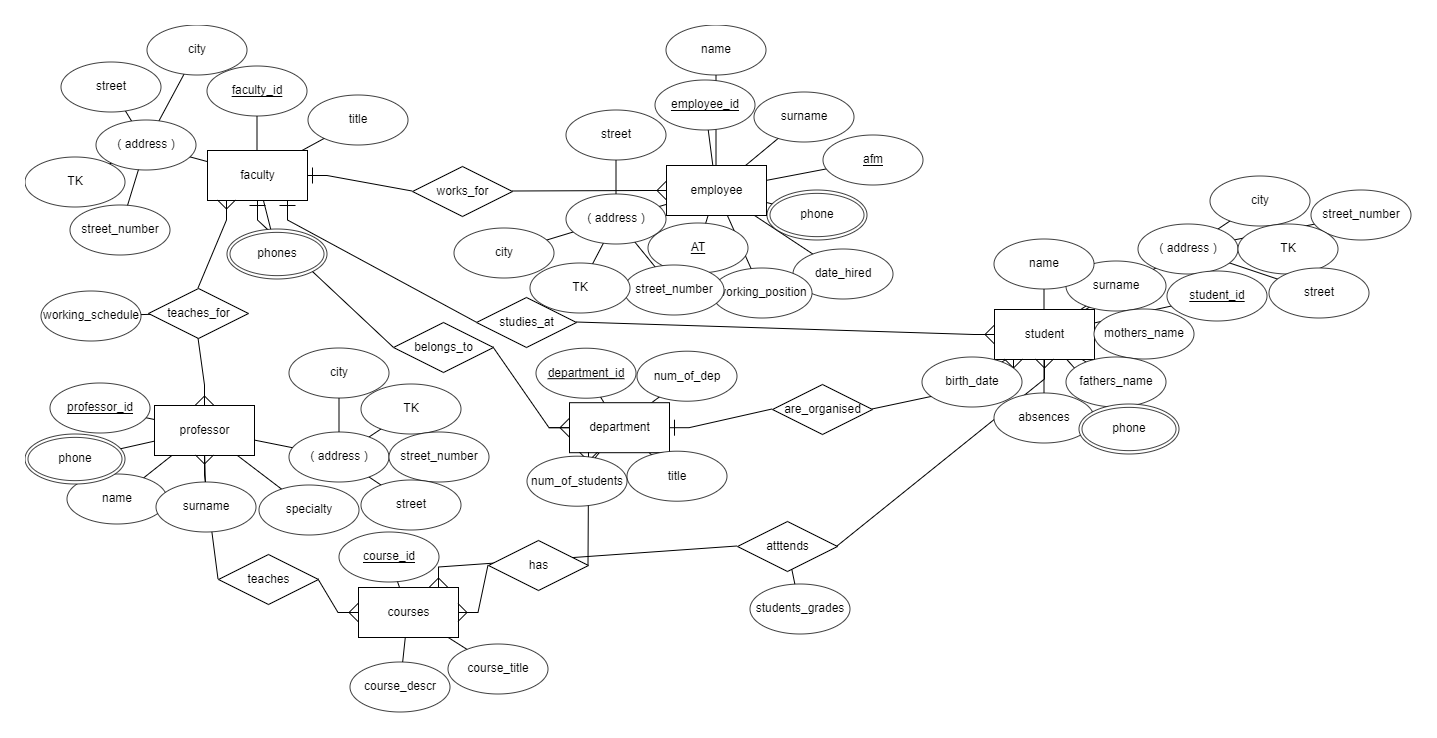 city
name
street
faculty_id
employee_id
title
surname
street
( address )
afm
faculty
TK
works_for
employee
city
phone
street_number
( address )
street_number
( address )
TK
AT
phones
city
name
date_hired
surname
student_id
street
TK
street_number
orking_position
working_schedule
teaches_for
studies_at
student
mothers_name
belongs_to
city
department_id
num_of_dep
birth_date
fathers_name
professor_id
TK
are_organised
absences
professor
department
phone
phone
( address )
street_number
name
surname
specialty
street
num_of_students
title
course_id
atttends
teaches
has
courses
students_grades
course_title
course_descr